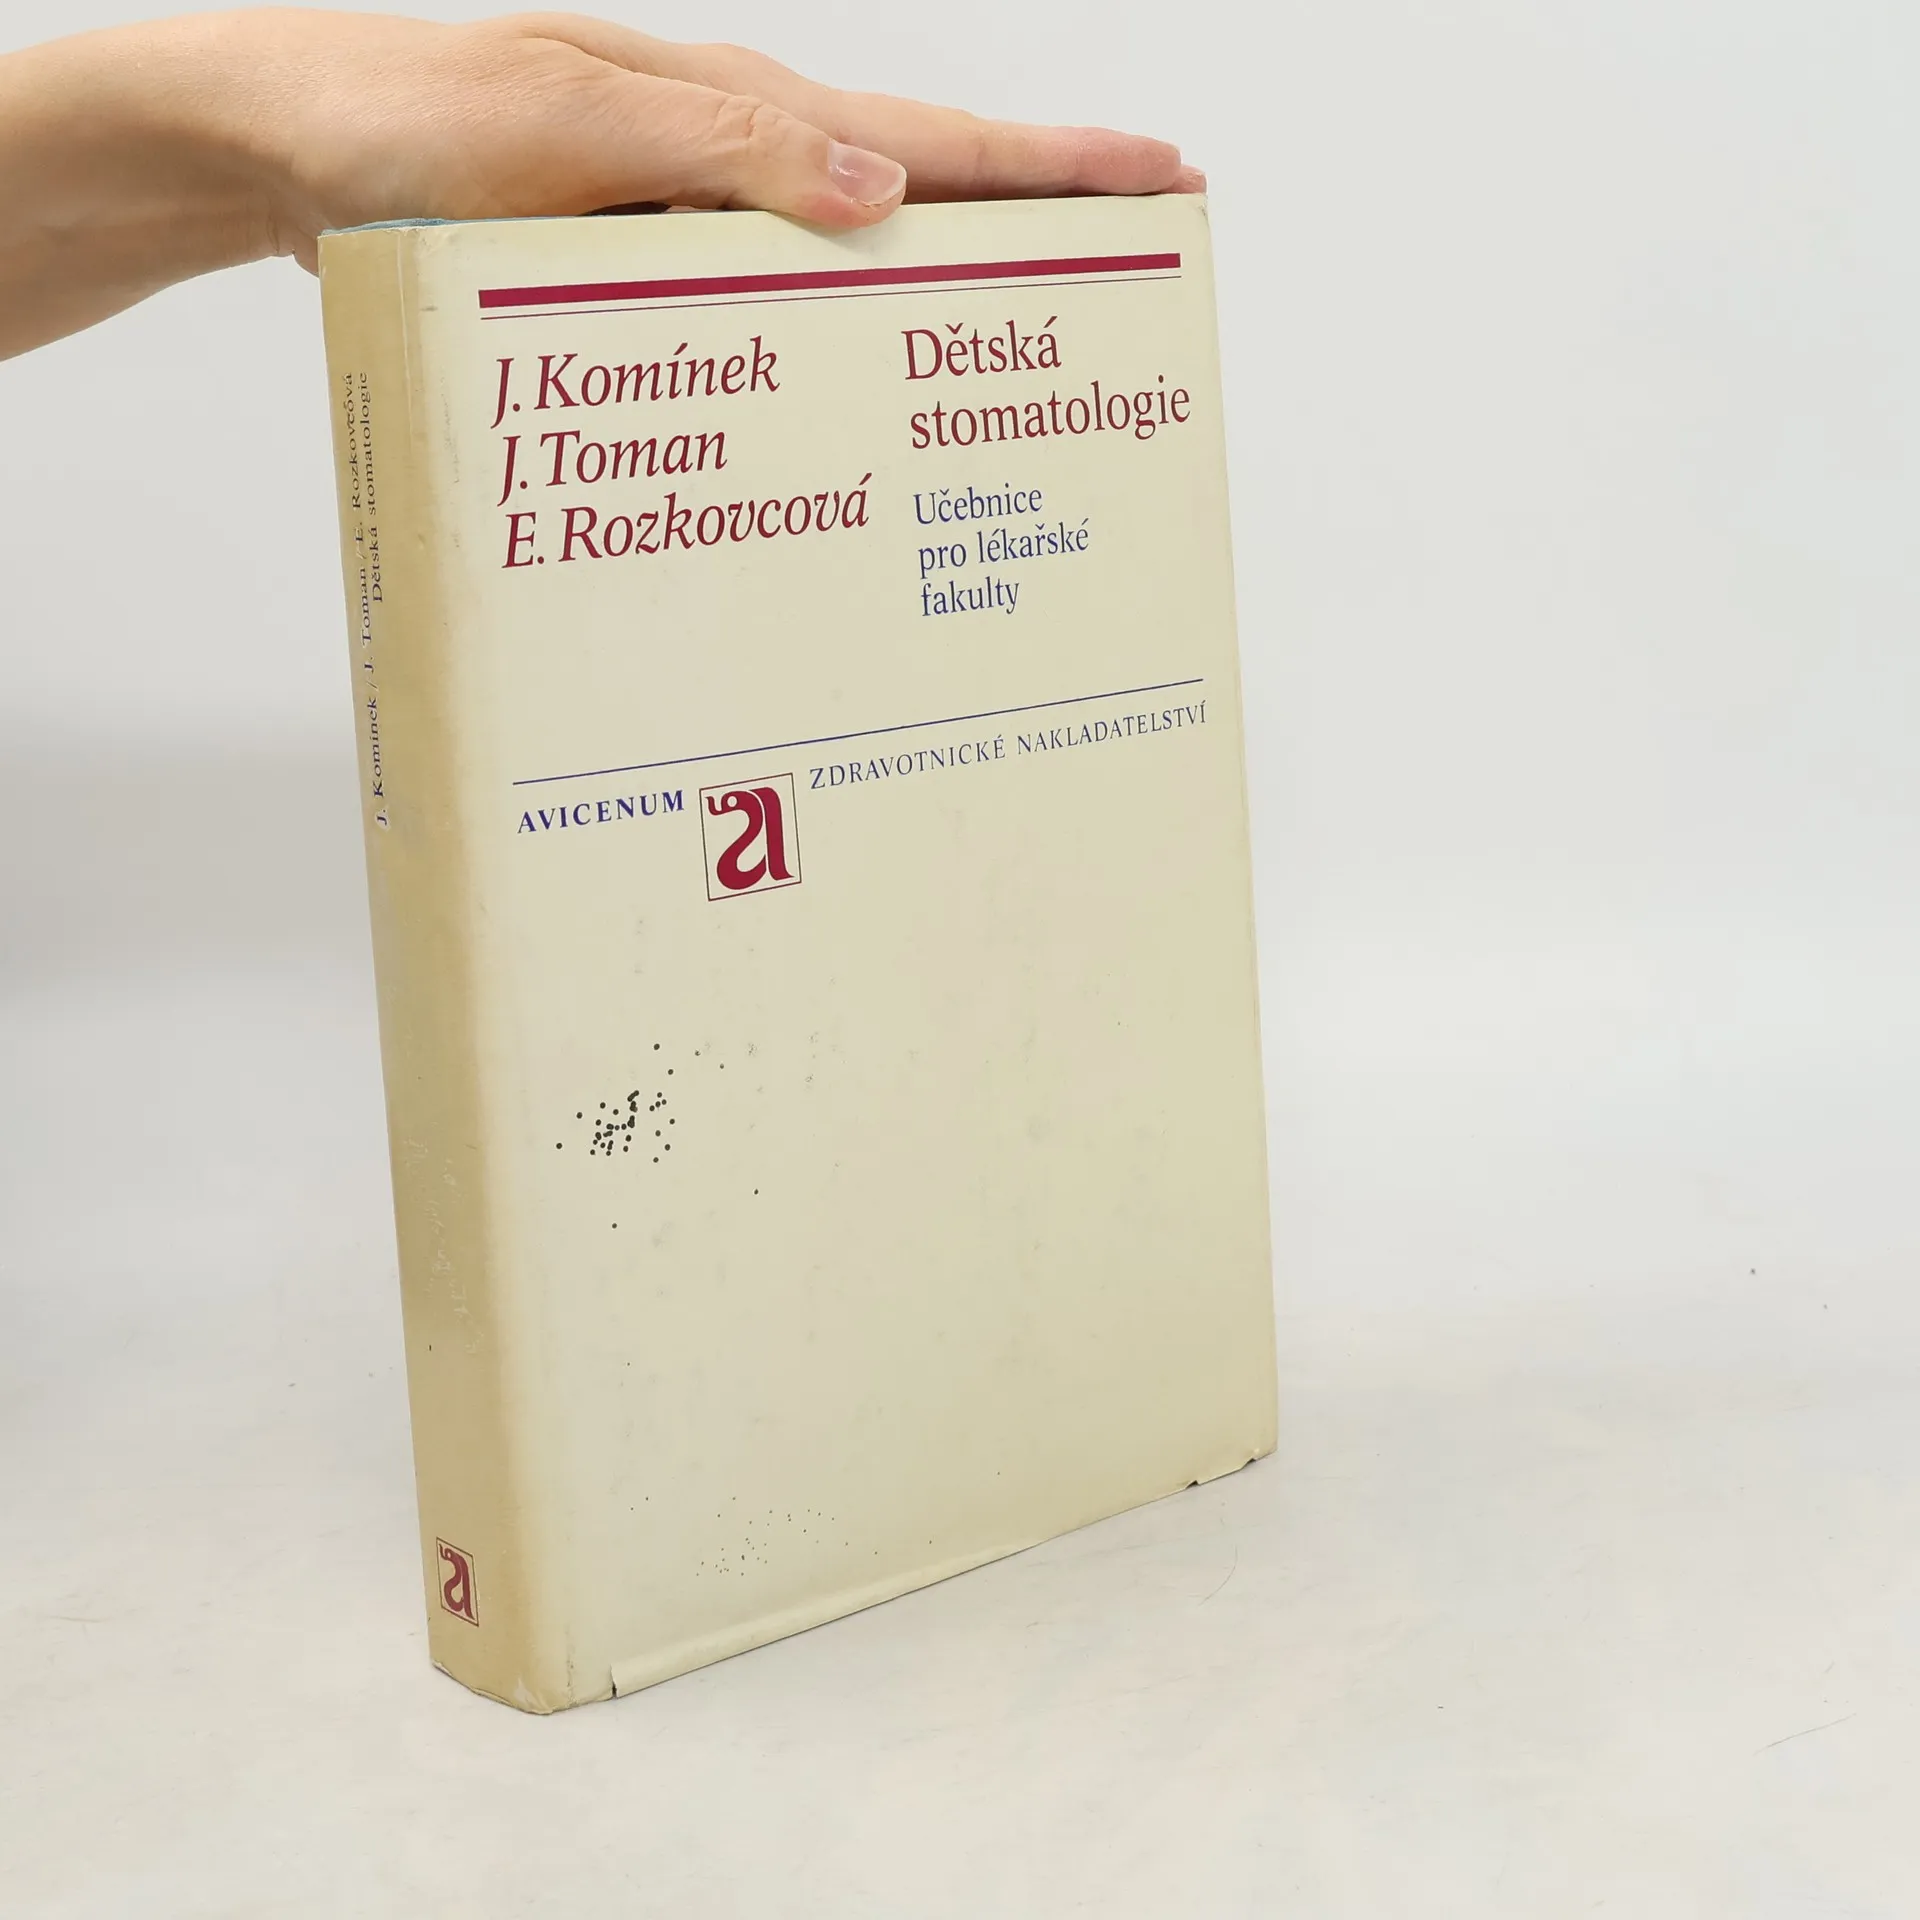 J. Komínek
J. Toman
E. Rozkovcová
Dětská
stomatologie
Učebnice
pro lékařské
fakulty
AVICENUM
a
ZDRAVOTNICKÉ NAKLADATELSTVÍ
J. Komínek / J. Toman / E. Rozkovcová
Dětská stomatologie
a